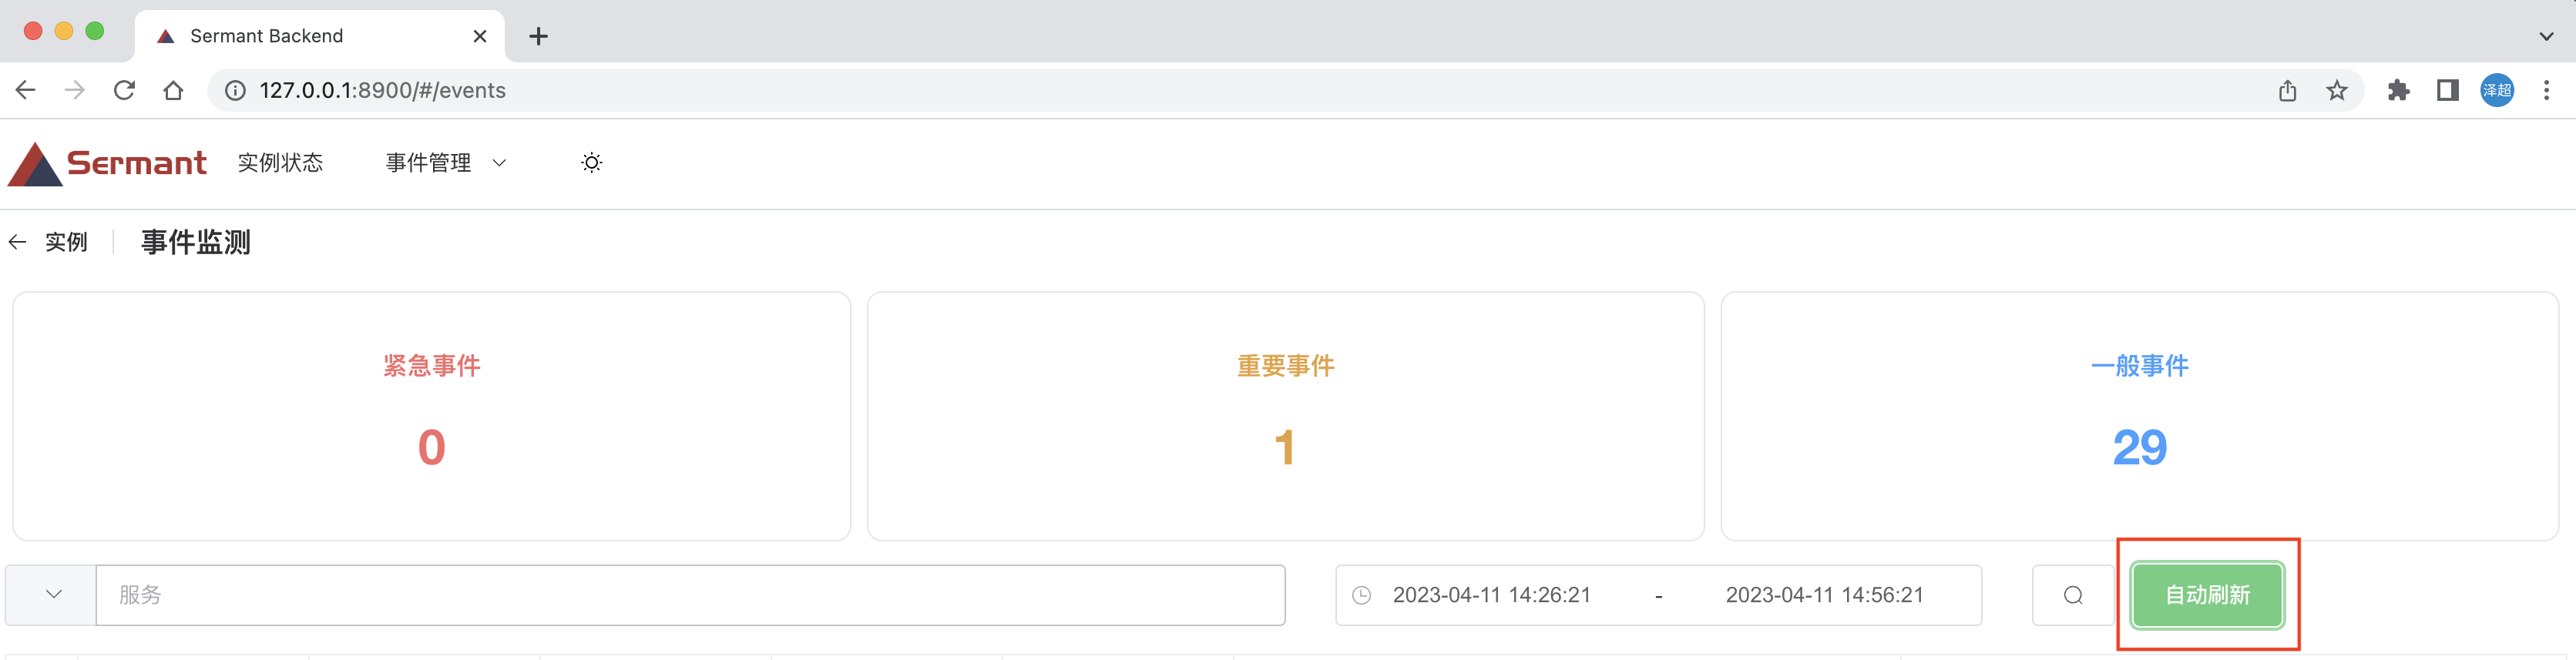 Sermant Backend
127.0.0.1:8900/#/events
泽超
Sermant 实例状态 事件管理
实例 事件监测
紧急事件 重要事件 一般事件
0 1 29
服务 2023-04-11 14:26:21 - 2023-04-11 14:56:21 自动刷新